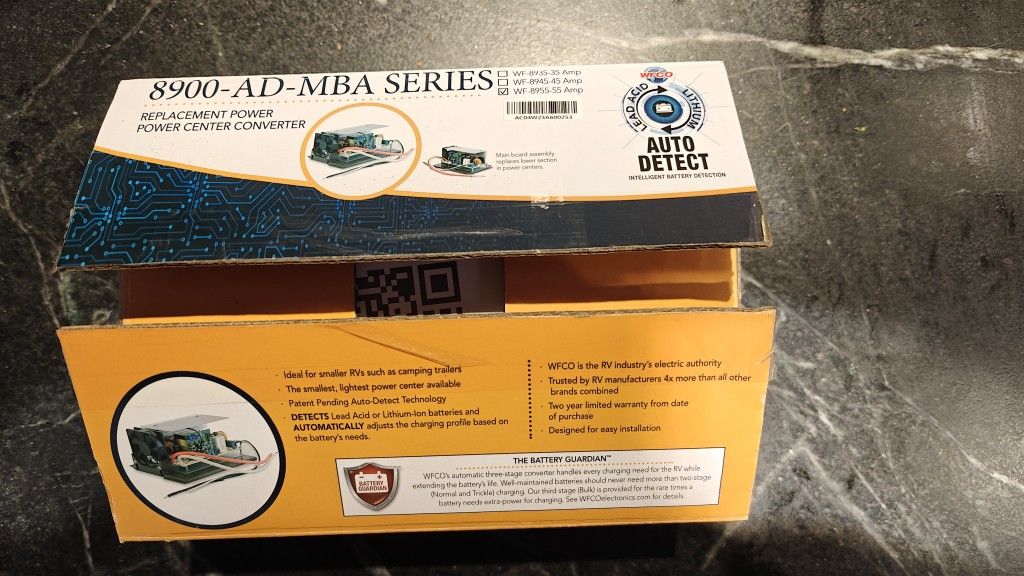 8900-AD-MBA SERIES
☐ WF-8935-35 Amp
☐ WF-8945-45 Amp
☑ WF-8955-55 Amp
AC04W23A600253
REPLACEMENT POWER
POWER CENTER CONVERTER
Main board assembly
replaces lower section
in power centers.
WFCO
LEAD ACID
LITHIUM
AUTO
DETECT
INTELLIGENT BATTERY DETECTION
· Ideal for smaller RVs such as camping trailers
· The smallest, lightest power center available
· Patent Pending Auto-Detect Technology
· DETECTS Lead Acid or Lithium-Ion batteries and
AUTOMATICALLY adjusts the charging profile based on
the battery's needs.
· WFCO is the RV industry's electric authority
· Trusted by RV manufacturers 4x more than all other
brands combined
· Two year limited warranty from date
of purchase
· Designed for easy installation
BATTERY
GUARDIAN
THE BATTERY GUARDIAN™
WFCO's automatic three-stage converter handles every charging need for the RV while
extending the battery's life. Well-maintained batteries should never need more than two-stage
(Normal and Trickle) charging. Our third stage (Bulk) is provided for the rare times a
battery needs extra-power for charging. See WFCOelectronics.com for details.